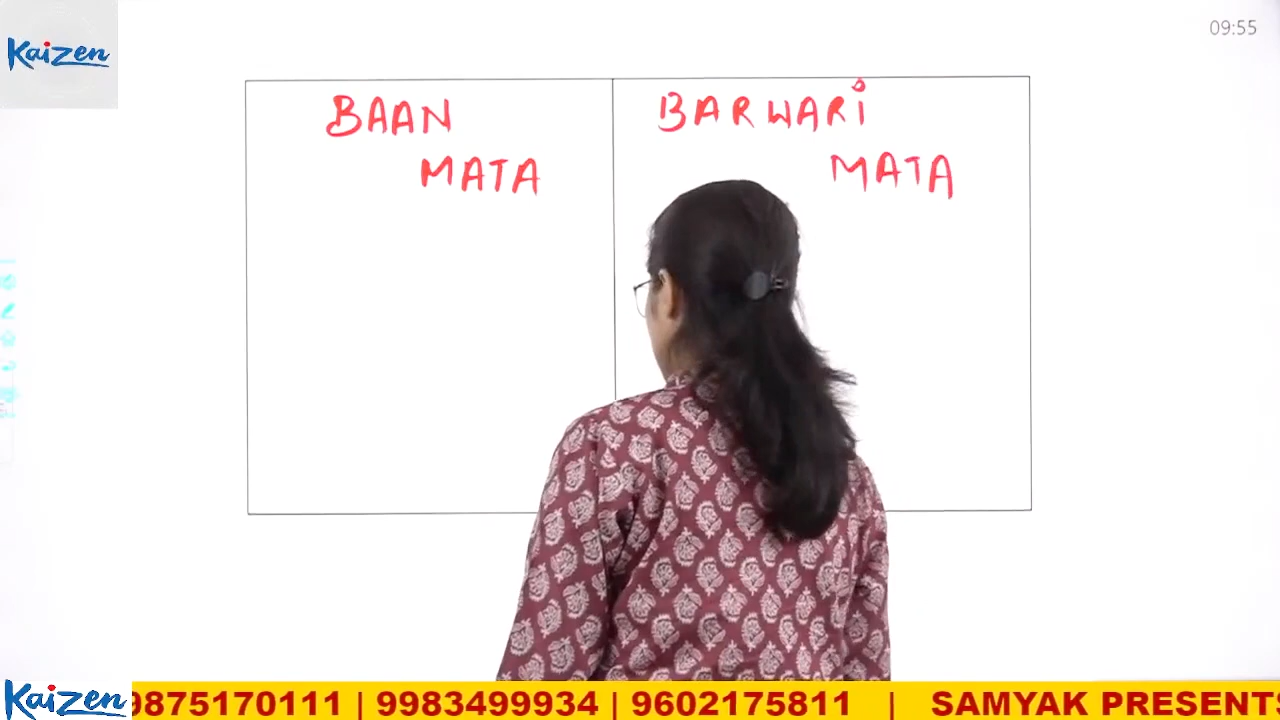 Kaizen
09:55
BAAN
MATA
BARWARI
MATA
Kaizen
9875170111 | 9983499934 | 9602175811 | SAMYAK PRESENTS